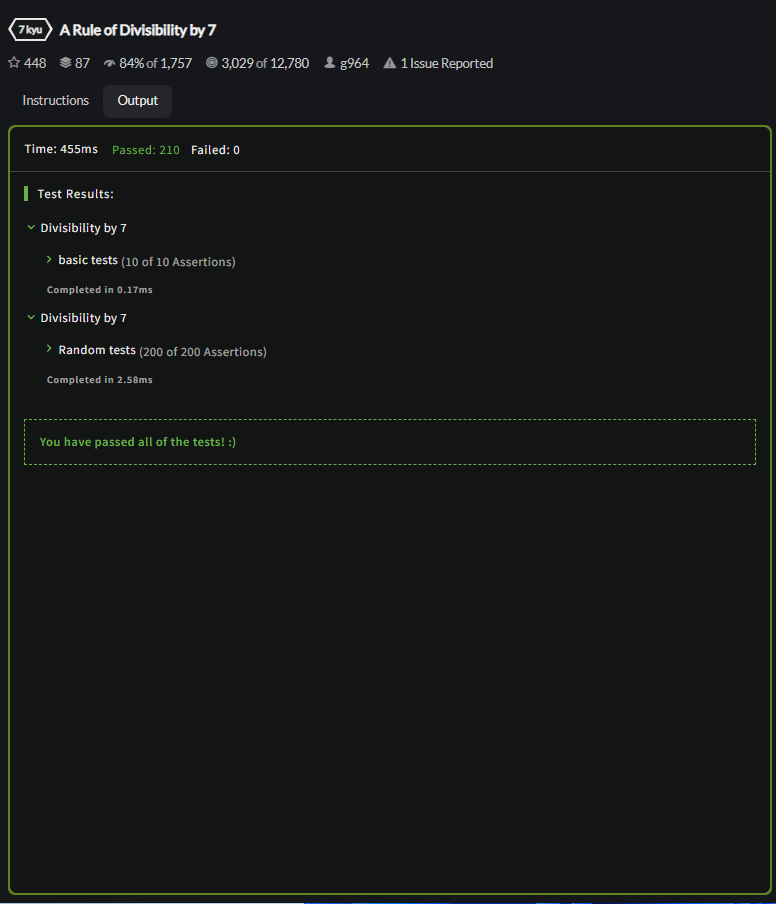 7 kyu A Rule of Divisibility by 7
448 87 84% of 1,757 3,029 of 12,780 g964 1 Issue Reported
Instructions Output
Time: 455ms Passed: 210 Failed: 0
Test Results:
Divisibility by 7
basic tests (10 of 10 Assertions)
Completed in 0.17ms
Divisibility by 7
Random tests (200 of 200 Assertions)
Completed in 2.58ms
You have passed all of the tests! :)